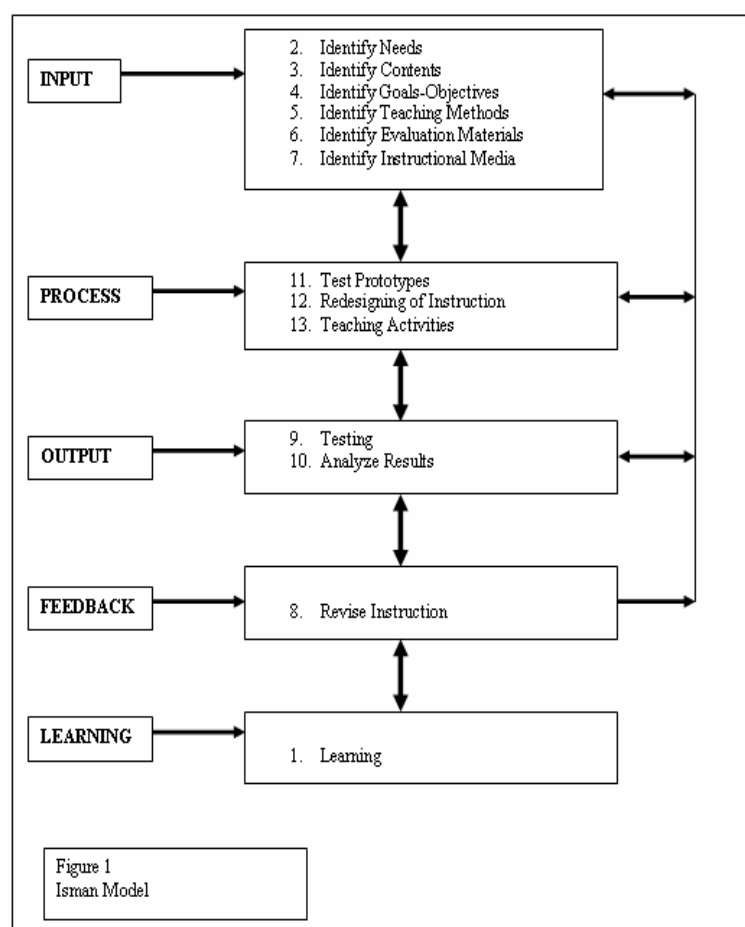 INPUT
2. Identify Needs
3. Identify Contents
4. Identify Goals-Objectives
5. Identify Teaching Methods
6. Identify Evaluation Materials
7. Identify Instructional Media
PROCESS
11. Test Prototypes
12. Redesigning of Instruction
13. Teaching Activities
OUTPUT
9. Testing
10. Analyze Results
FEEDBACK
8. Revise Instruction
LEARNING
1. Learning
Figure 1
Isman Model